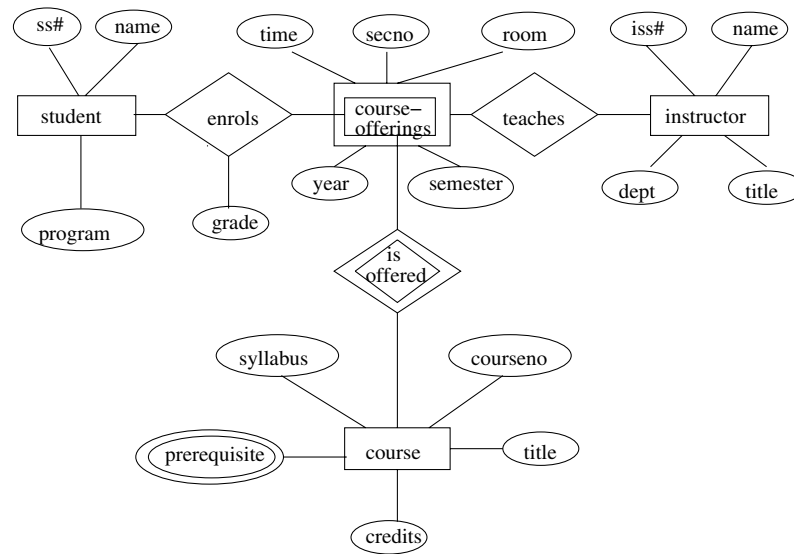 ss#
name
time
secno
room
iss#
name
student
enrols
course-
offerings
teaches
instructor
year
semester
program
grade
dept
title
is
offered
syllabus
courseno
prerequisite
course
title
credits